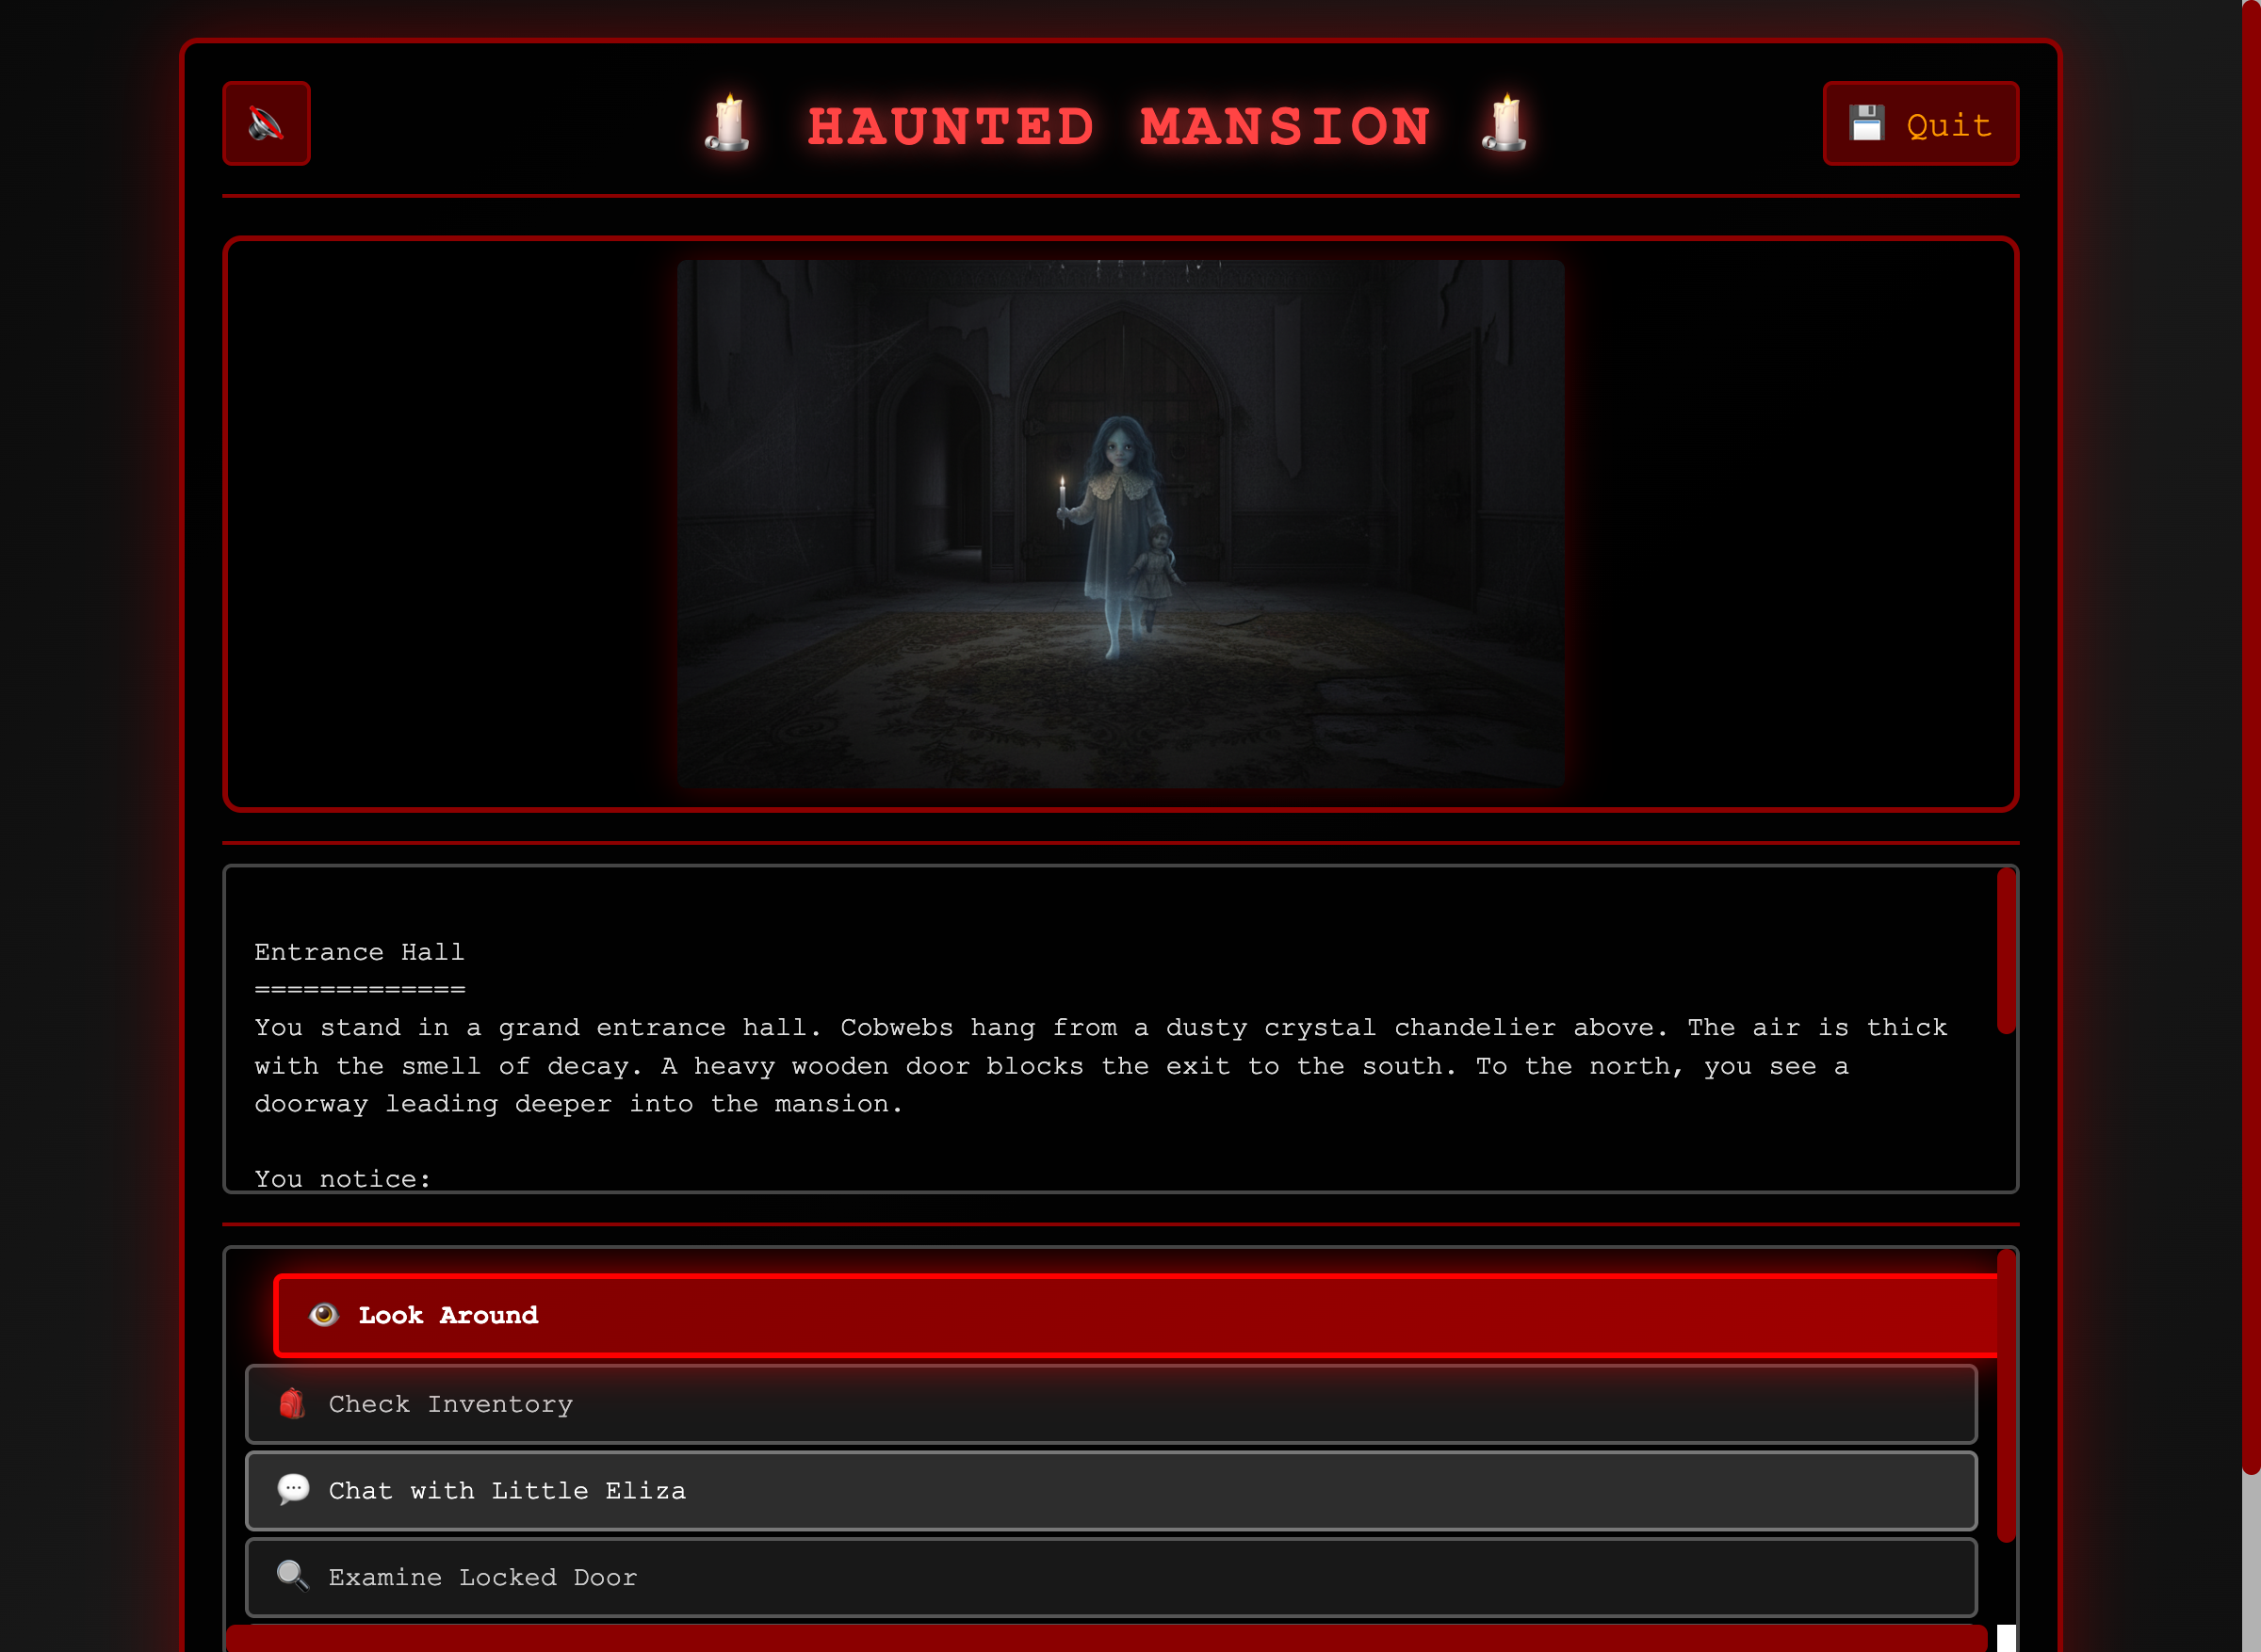 HAUNTED MANSION
Quit
Entrance Hall
=============
You stand in a grand entrance hall. Cobwebs hang from a dusty crystal chandelier above. The air is thick
with the smell of decay. A heavy wooden door blocks the exit to the south. To the north, you see a
doorway leading deeper into the mansion.
You notice:
Look Around
Check Inventory
Chat with Little Eliza
Examine Locked Door